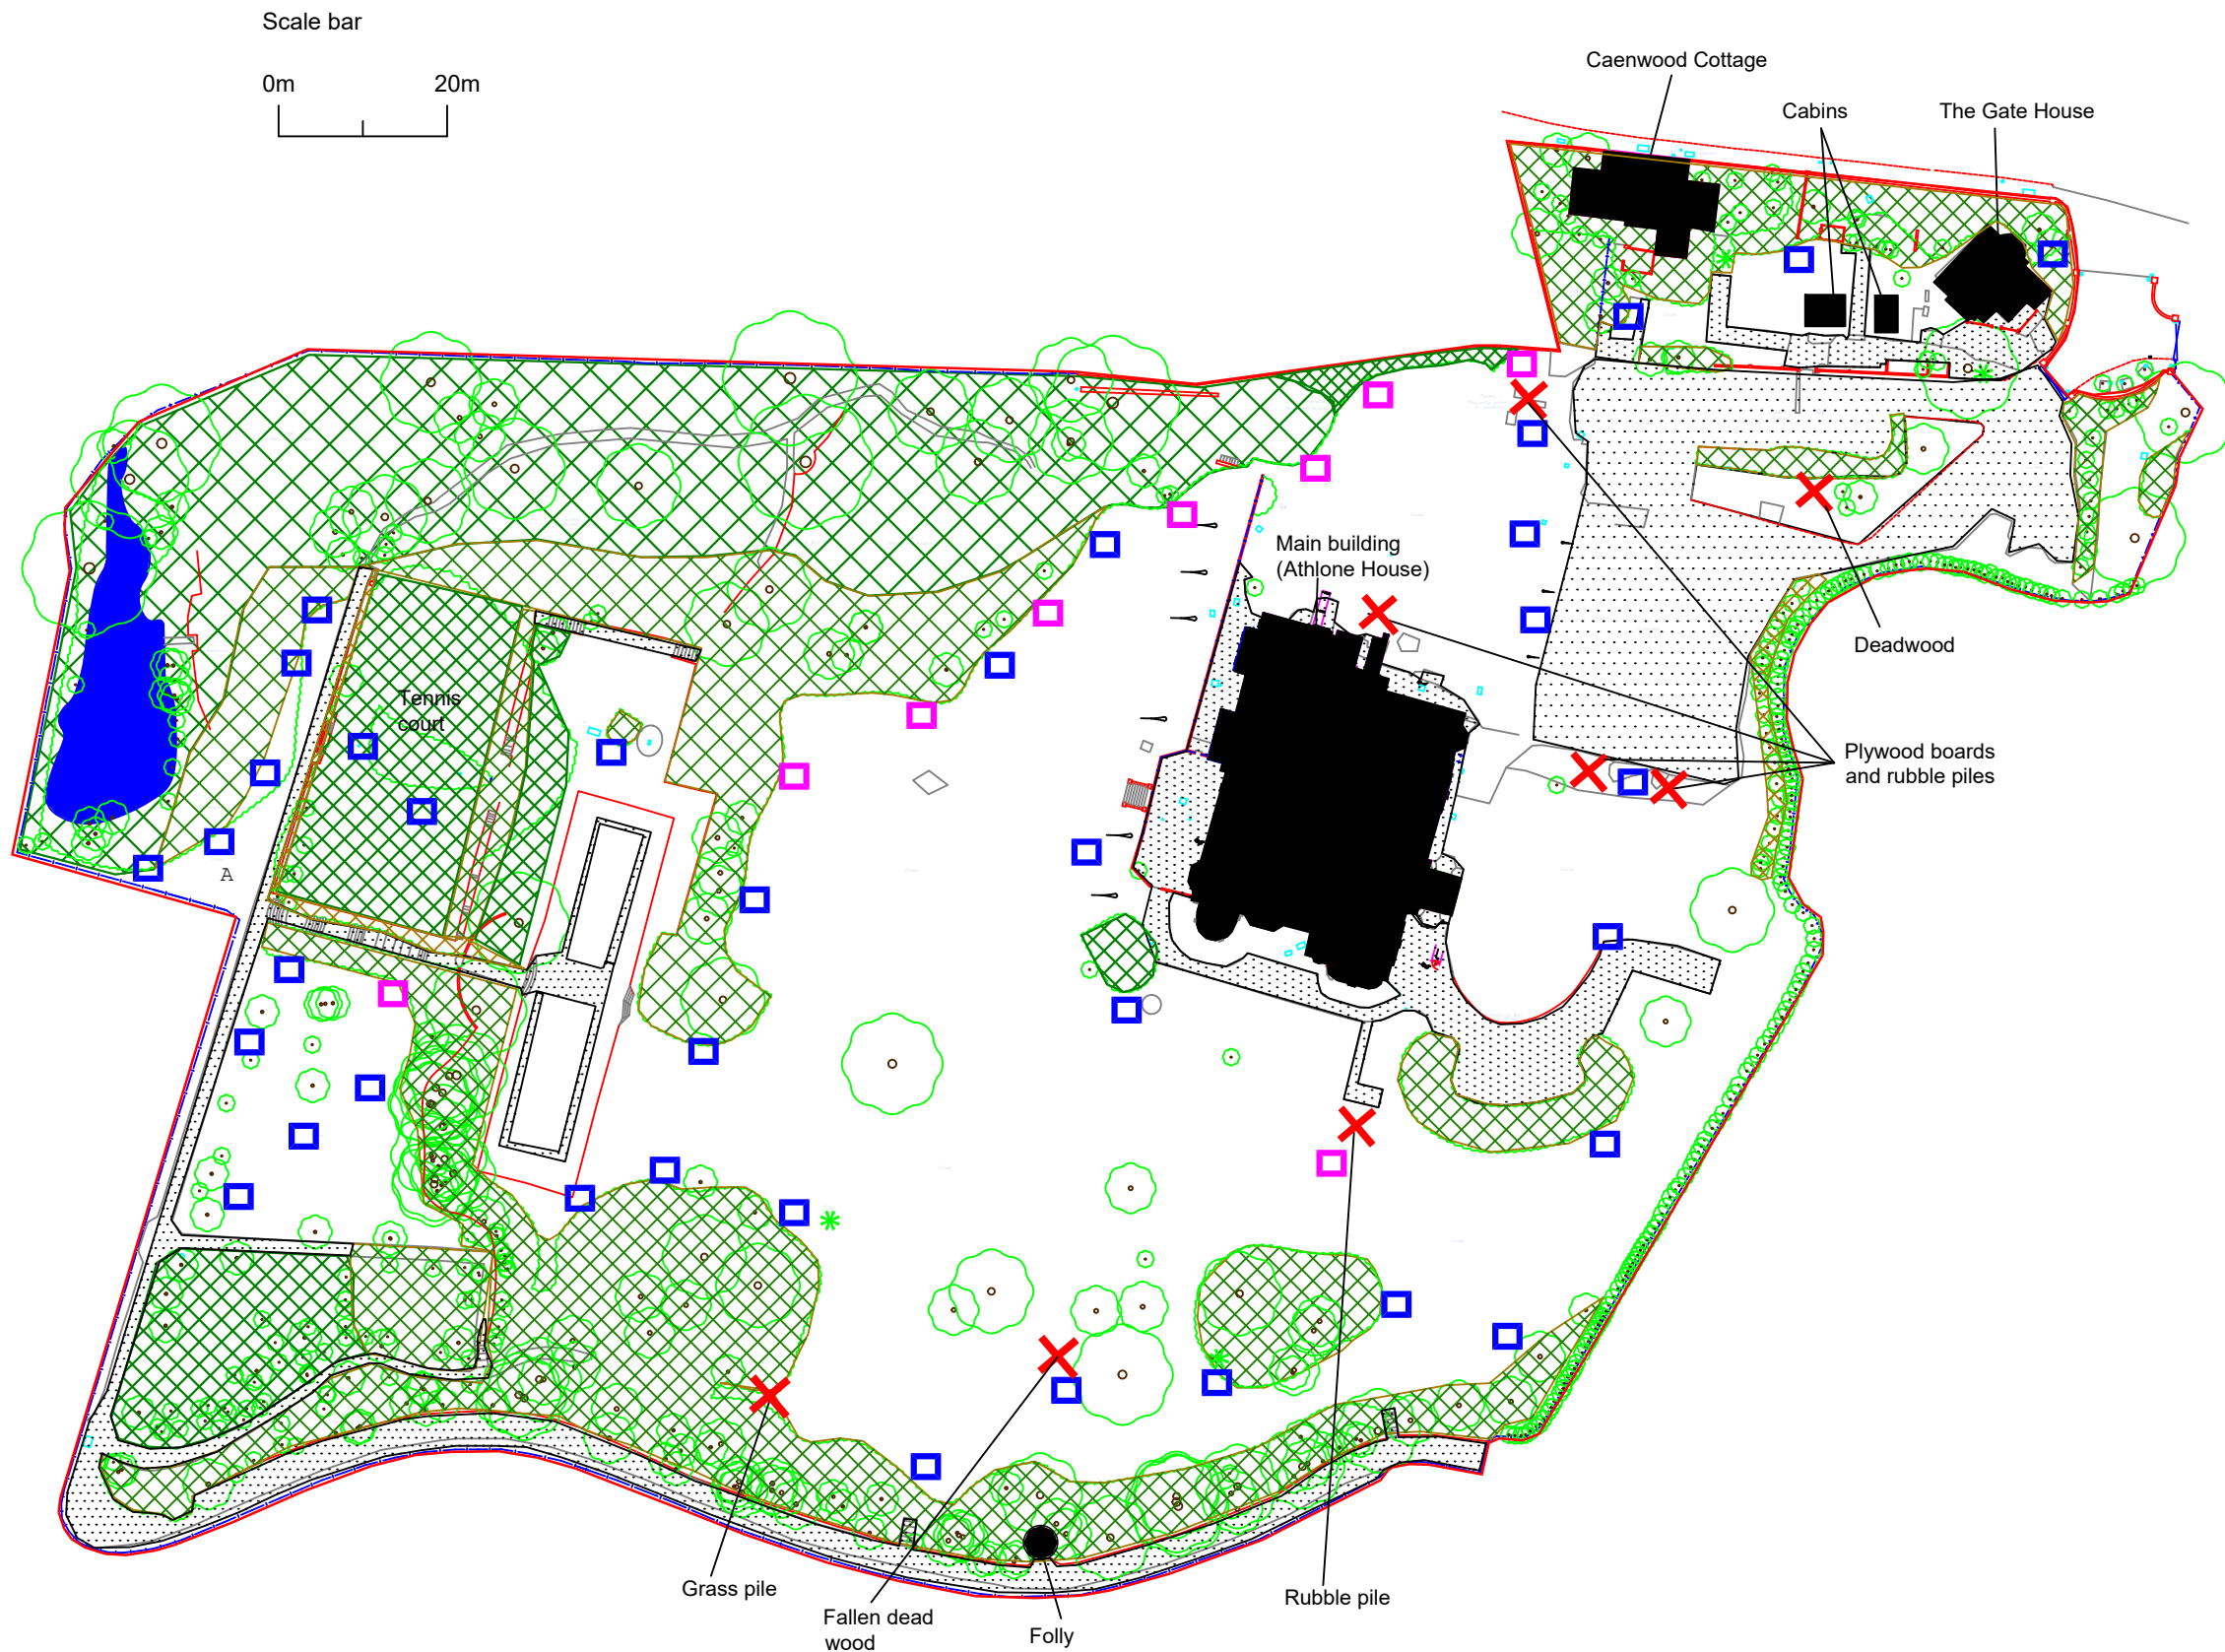 Scale bar
0m 20m
Caenwood Cottage
Cabins
The Gate House
Main building
(Athlone House)
Deadwood
Tennis
court
Plywood boards
and rubble piles
A
Grass pile
Fallen dead
wood
Folly
Rubble pile